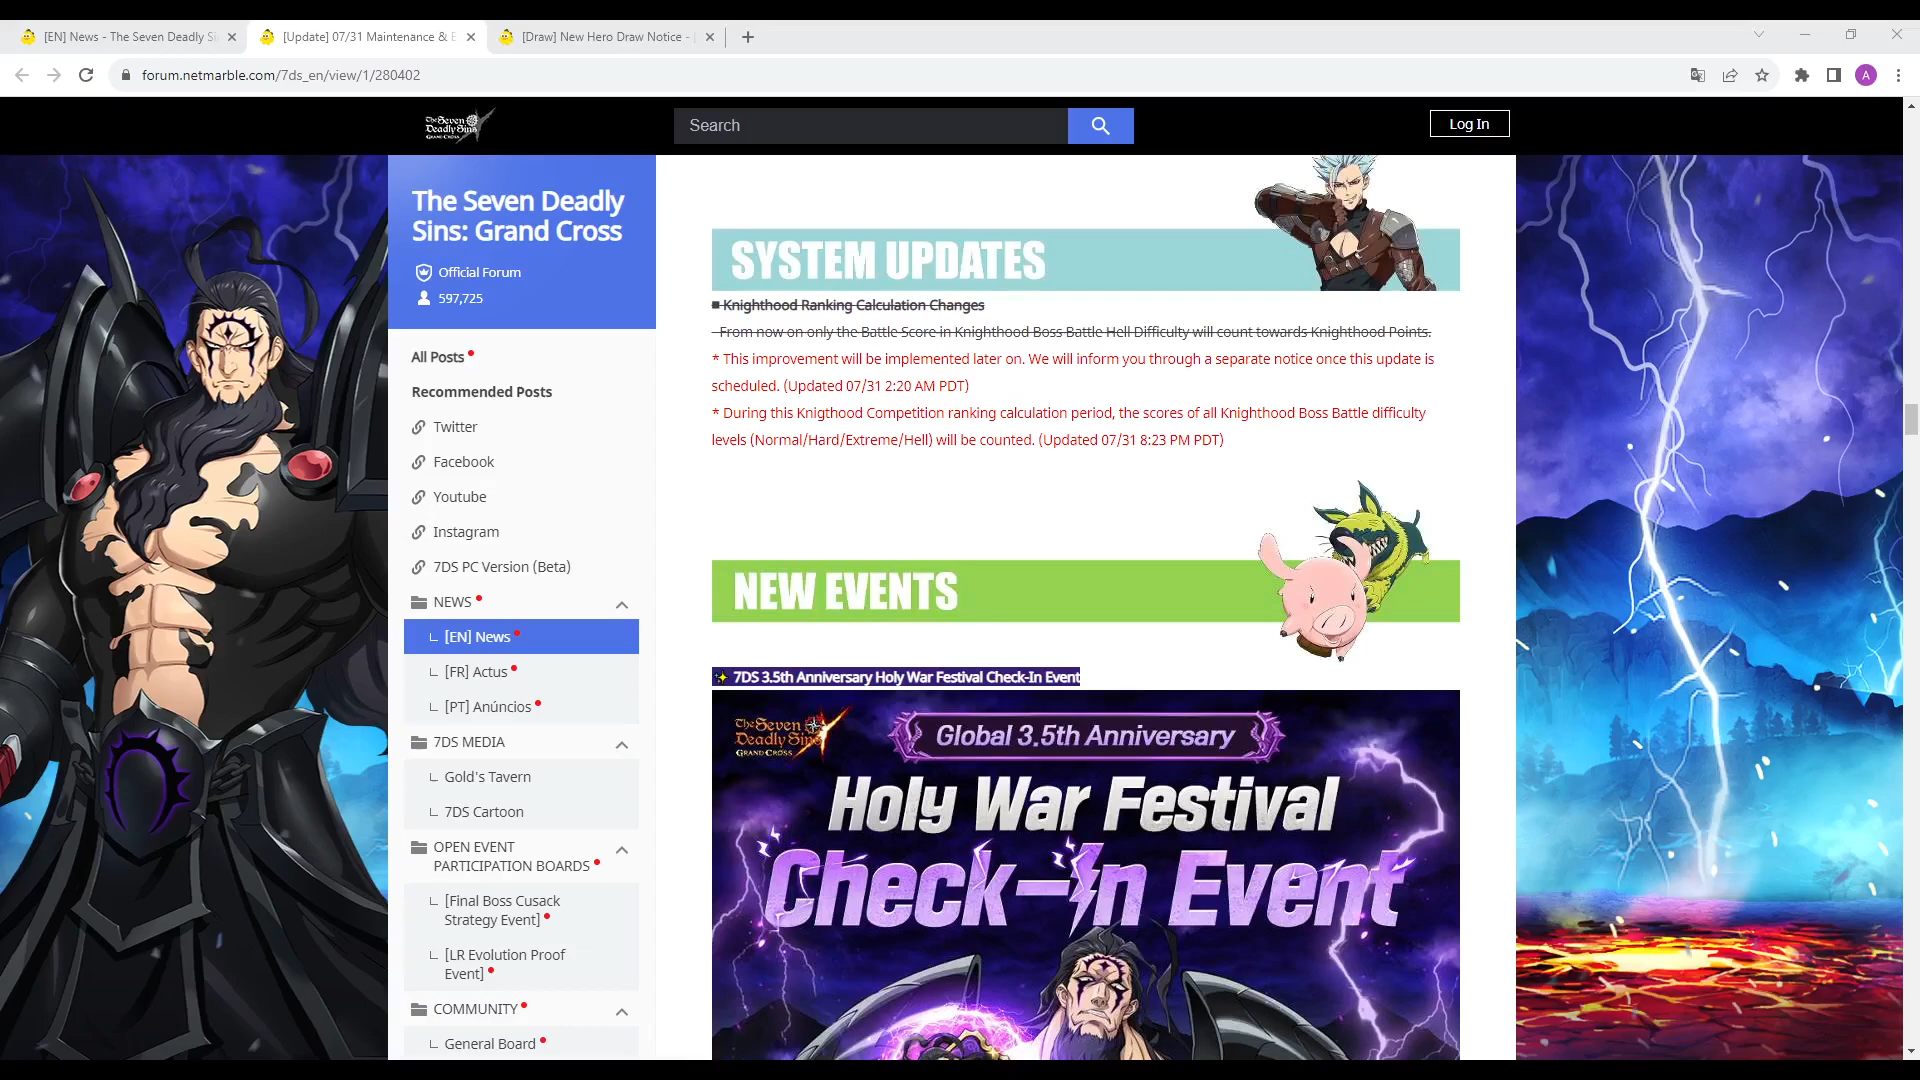 [EN] News - The Seven Deadly Si
[Update] 07/31 Maintenance & E
[Draw] New Hero Draw Notice -
forum.netmarble.com/7ds_en/view/1/280402
A
The Seven Deadly Sins
GRAND CROSS
Search
Log In
The Seven Deadly
Sins: Grand Cross
Official Forum
597,725
All Posts
Recommended Posts
Twitter
Facebook
Youtube
Instagram
7DS PC Version (Beta)
NEWS
[EN] News
[FR] Actus
[PT] Anúncios
7DS MEDIA
Gold's Tavern
7DS Cartoon
OPEN EVENT
PARTICIPATION BOARDS
[Final Boss Cusack
Strategy Event]
[LR Evolution Proof
Event]
COMMUNITY
General Board
SYSTEM UPDATES
■ Knighthood Ranking Calculation Changes
- From now on only the Battle Score in Knighthood Boss Battle Hell Difficulty will count towards Knighthood Points.
* This improvement will be implemented later on. We will inform you through a separate notice once this update is
scheduled. (Updated 07/31 2:20 AM PDT)
* During this Knigthood Competition ranking calculation period, the scores of all Knighthood Boss Battle difficulty
levels (Normal/Hard/Extreme/Hell) will be counted. (Updated 07/31 8:23 PM PDT)
NEW EVENTS
✨ 7DS 3.5th Anniversary Holy War Festival Check-In Event
The Seven
Deadly Sins
GRAND CROSS
Global 3.5th Anniversary
Holy War Festival
Check-In Event